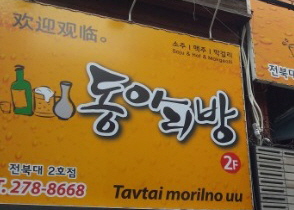 欢迎观临。
소주 | 맥주 | 막걸리
Soju & Hof & Makgeolli
동아리방
2F
전북대 2호점
T. 278-8668
Tavtai morilno uu